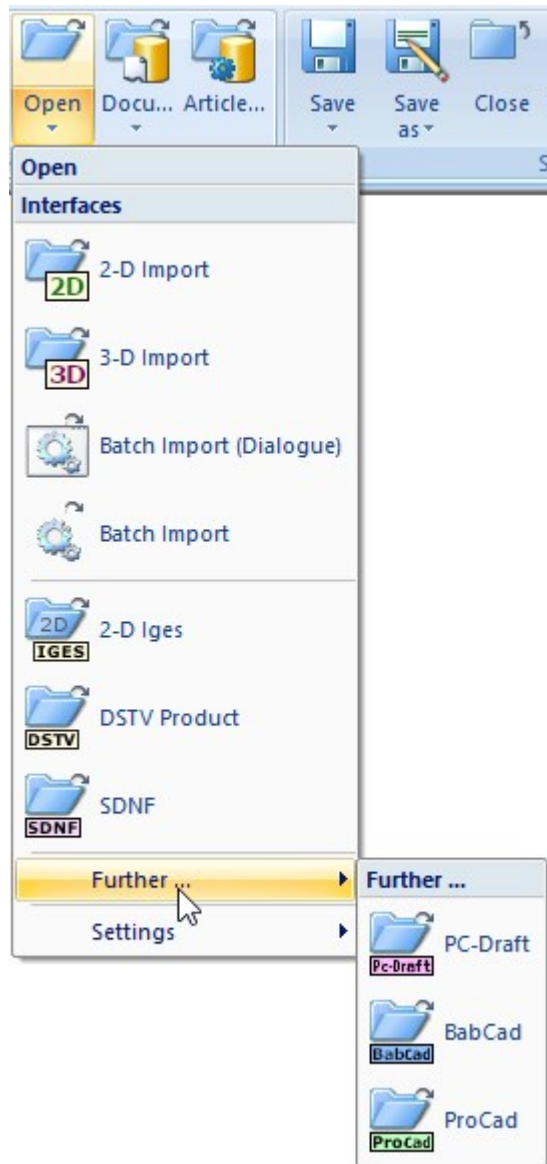 Open
Docu...
Article...
Save
Save
as
Close
S
Open
Interfaces
2D
2-D Import
3D
3-D Import
Batch Import (Dialogue)
Batch Import
2D
IGES
2-D Iges
DSTV
DSTV Product
SDNF
SDNF
Further ...
Settings
Further ...
Pc-Draft
PC-Draft
BabCad
BabCad
ProCad
ProCad